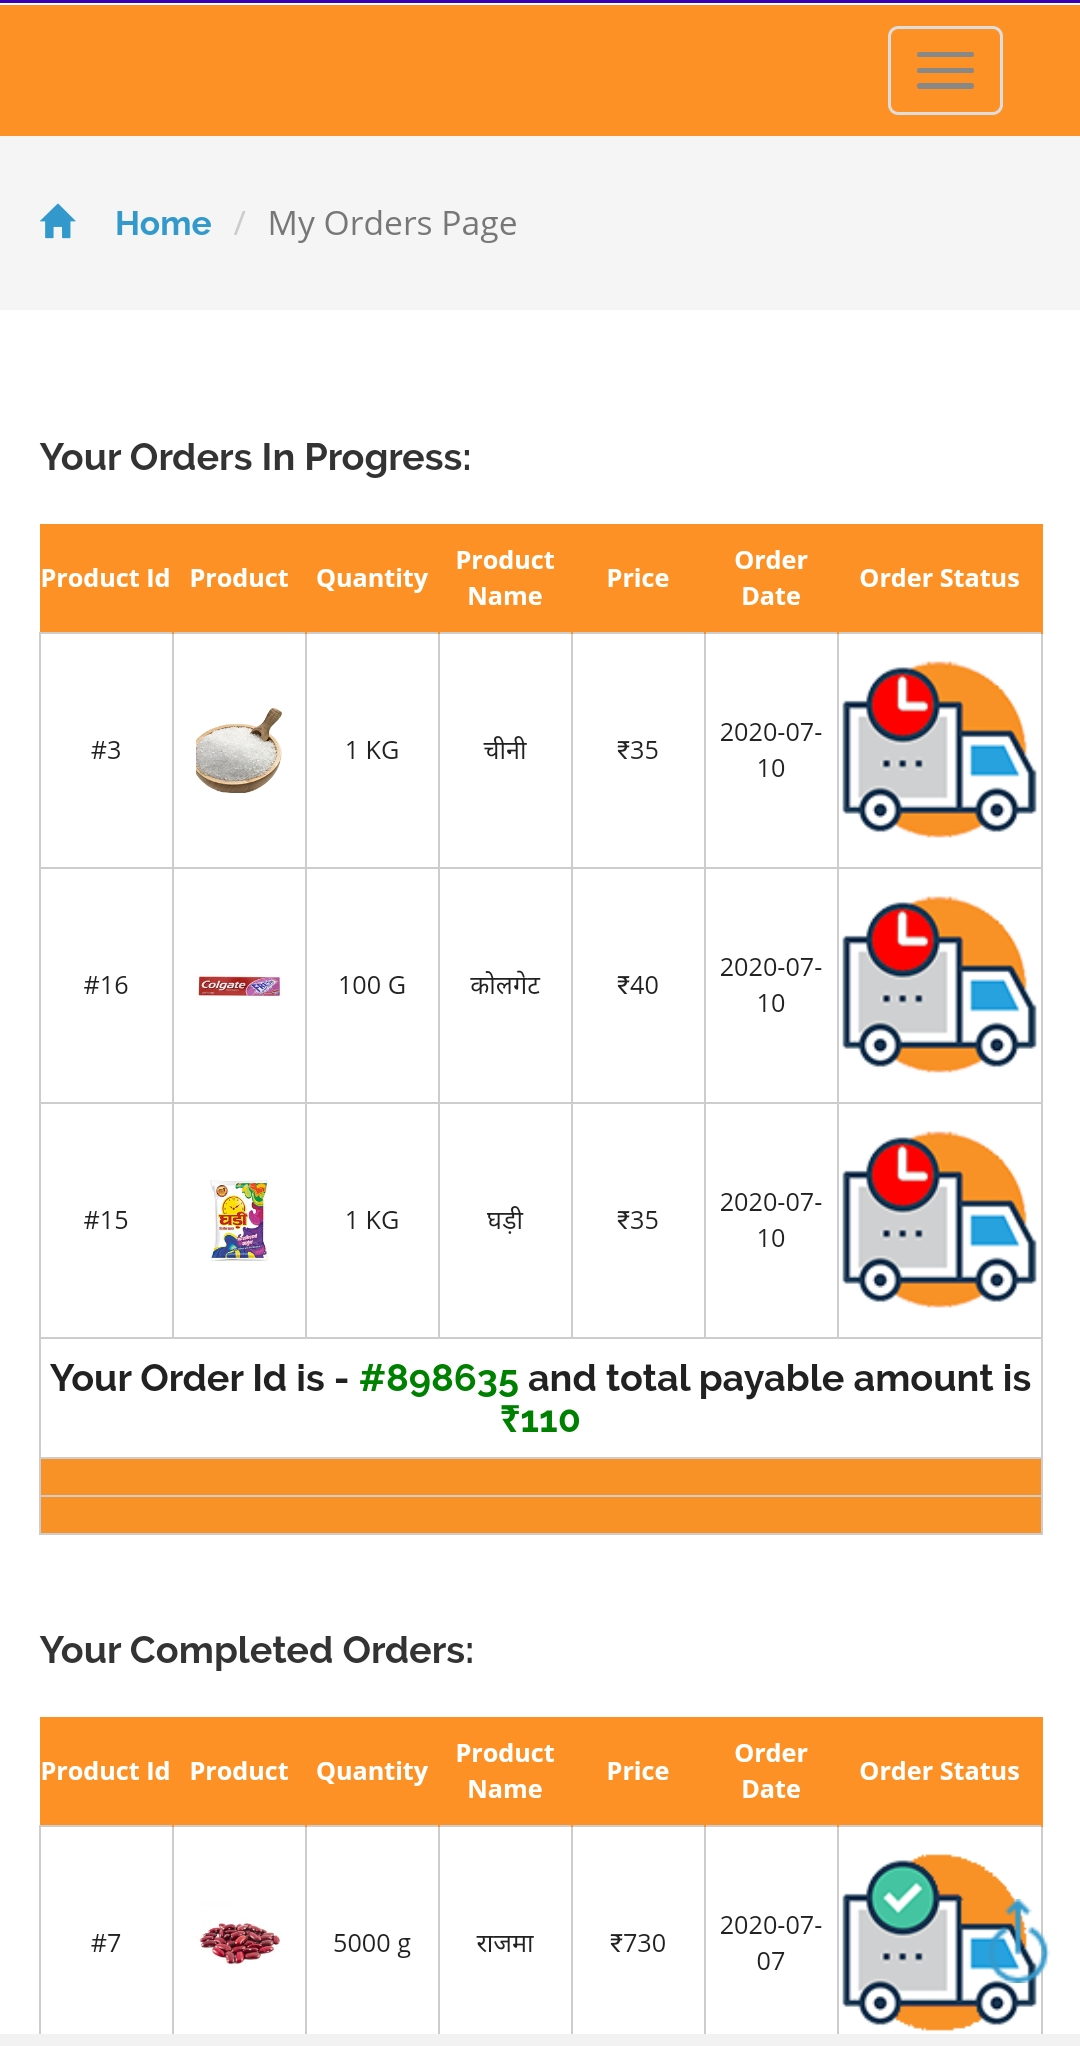 Home / My Orders Page
Your Orders In Progress:
Product Id Product Quantity Product Name Price Order Date Order Status
#3 1 KG चीनी ₹35 2020-07-10
#16 Colgate 100 G कोलगेट ₹40 2020-07-10
#15 घड़ी 1 KG घड़ी ₹35 2020-07-10
Your Order Id is - #898635 and total payable amount is
₹110
Your Completed Orders:
Product Id Product Quantity Product Name Price Order Date Order Status
#7 5000 g राजमा ₹730 2020-07-07